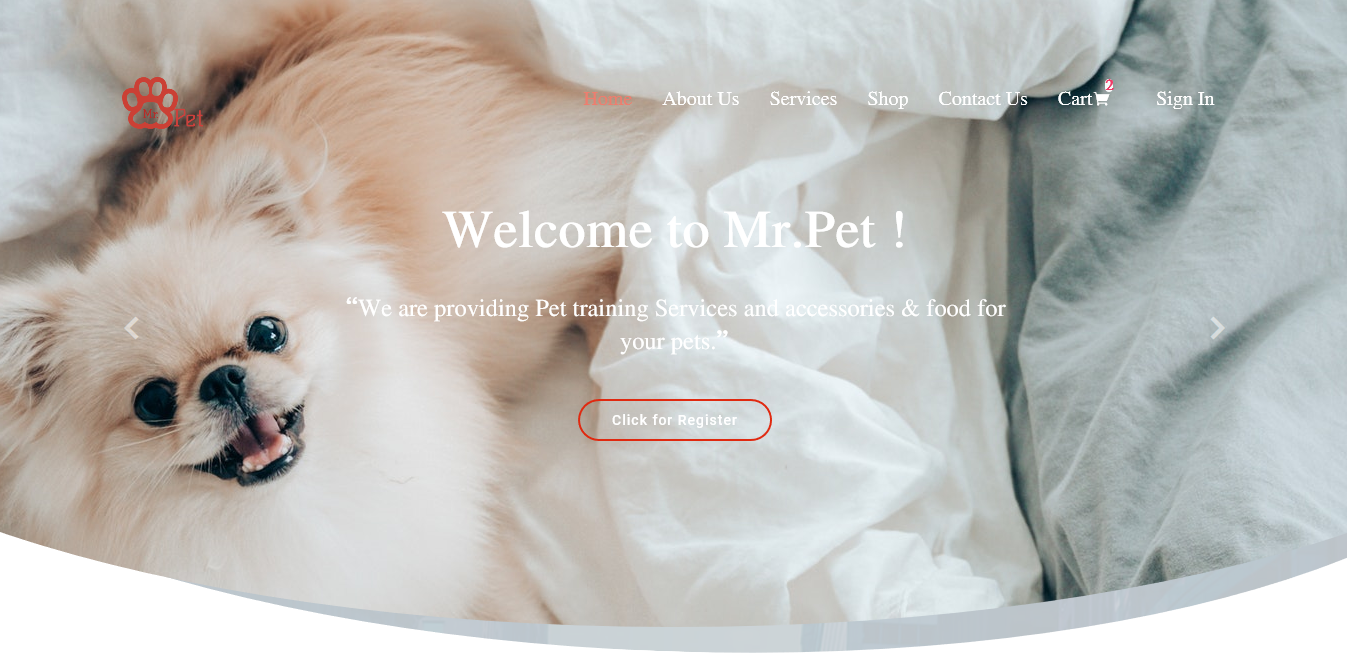 Mr
Pet
Home
About Us
Services
Shop
Contact Us
Cart
2
Sign In
Welcome to Mr.Pet !
“We are providing Pet training Services and accessories & food for
your pets.”
Click for Register